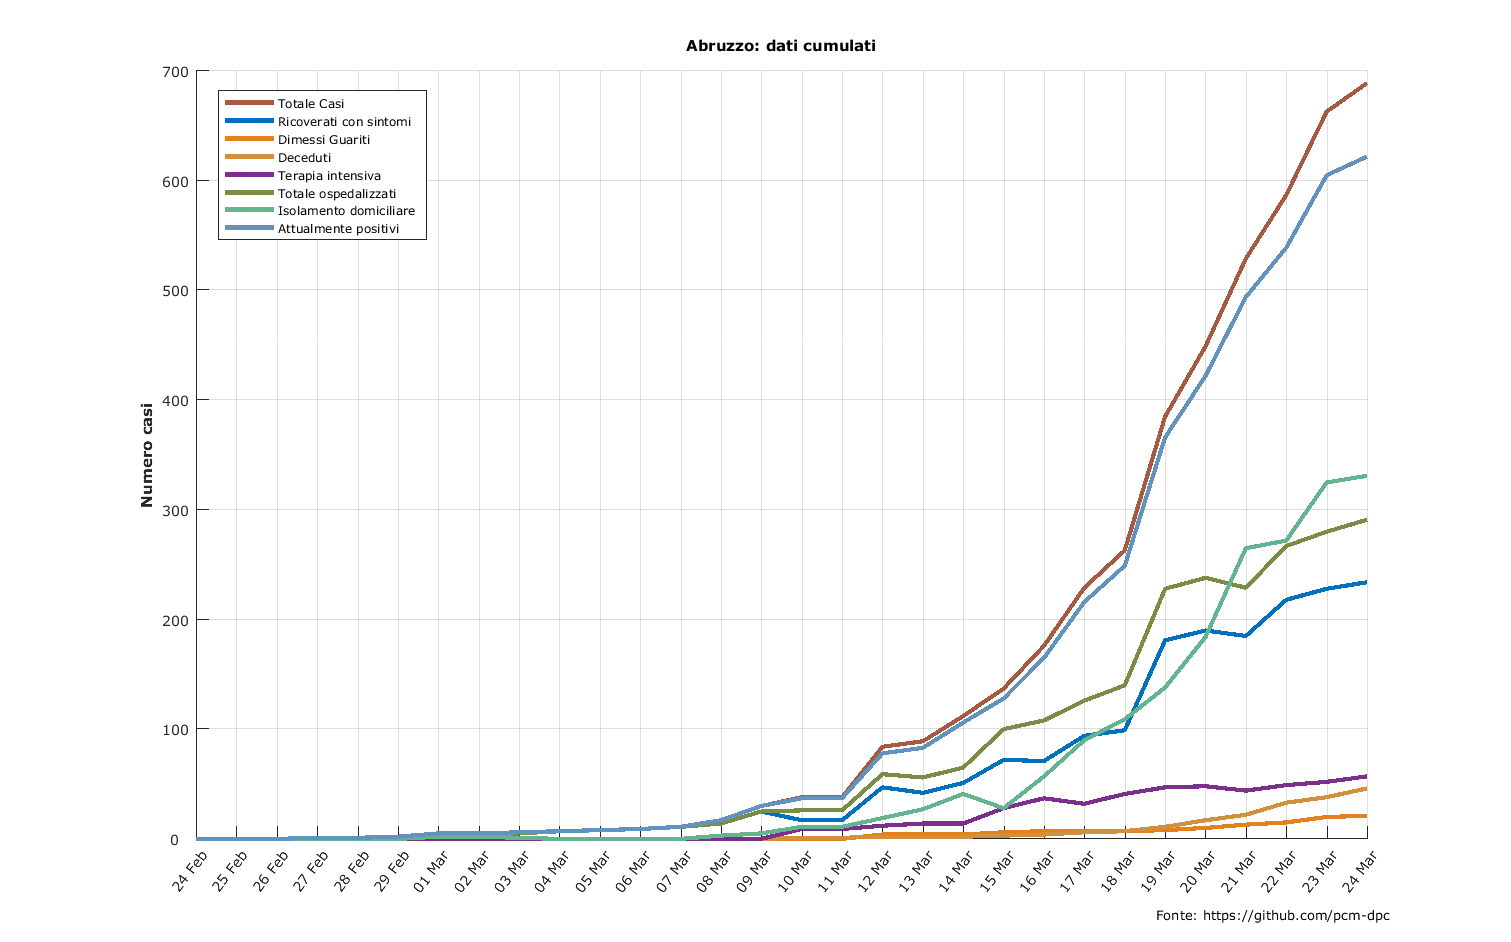 Abruzzo: dati cumulati
700
600
500
400
300
200
100
0
Numero casi
Totale Casi
Ricoverati con sintomi
Dimessi Guariti
Deceduti
Terapia intensiva
Totale ospedalizzati
Isolamento domiciliare
Attualmente positivi
24 Feb
25 Feb
26 Feb
27 Feb
28 Feb
29 Feb
01 Mar
02 Mar
03 Mar
04 Mar
05 Mar
06 Mar
07 Mar
08 Mar
09 Mar
10 Mar
11 Mar
12 Mar
13 Mar
14 Mar
15 Mar
16 Mar
17 Mar
18 Mar
19 Mar
20 Mar
21 Mar
22 Mar
23 Mar
24 Mar
Fonte: https://github.com/pcm-dpc